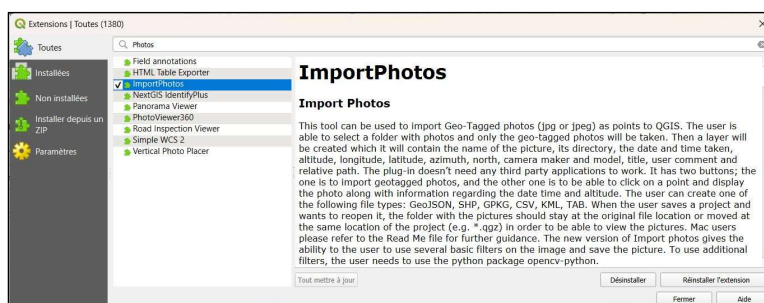 Extensions | Toutes (1380)
Toutes
Installées
Non installées
Installer depuis un
ZIP
Paramètres
Photos
Field annotations
HTML Table Exporter
ImportPhotos
NextGIS IdentifyPlus
Panorama Viewer
PhotoViewer360
Road Inspection Viewer
Simple WCS 2
Vertical Photo Placer
ImportPhotos
Import Photos
This tool can be used to import Geo-Tagged photos (jpg or jpeg) as points to QGIS. The user is
able to select a folder with photos and only the geo-tagged photos will be taken. Then a layer will
be created which it will contain the name of the picture, its directory, the date and time taken,
altitude, longitude, latitude, azimuth, north, camera maker and model, title, user comment and
relative path. The plug-in doesn't need any third party applications to work. It has two buttons; the
one is to import geotagged photos, and the other one is to be able to click on a point and display
the photo along with information regarding the date time and altitude. The user can create one of
the following file types: GeoJSON, SHP, GPKG, CSV, KML, TAB. When the user saves a project and
wants to reopen it, the folder with the pictures should stay at the original file location or moved at
the same location of the project (e.g. *.qgz) in order to be able to view the pictures. Mac users
please refer to the Read Me file for further guidance. The new version of Import photos gives the
ability to the user to use several basic filters on the image and save the picture. To use additional
filters, the user needs to use the python package opencv-python.
Tout mettre à jour
Désinstaller
Réinstaller l'extension
Fermer
Aide